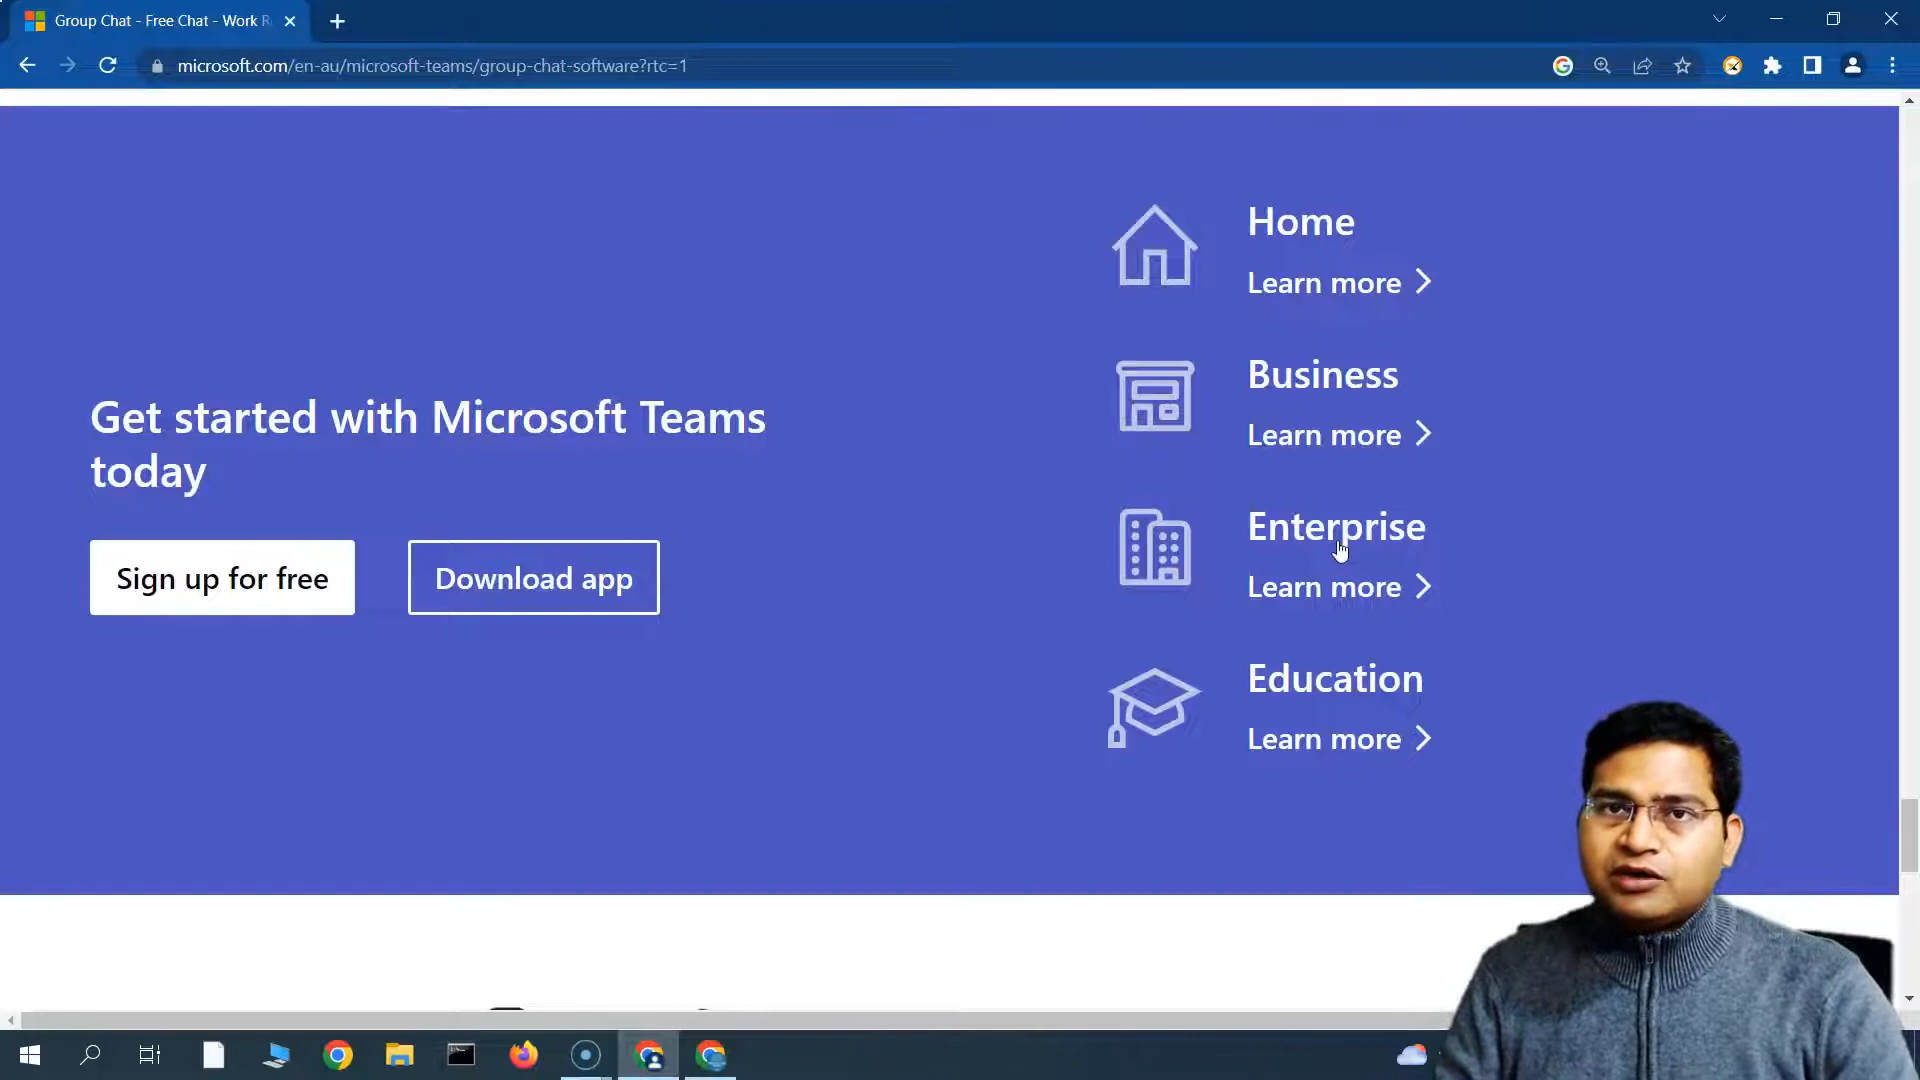 Group Chat - Free Chat - Work R
microsoft.com/en-au/microsoft-teams/group-chat-software?rtc=1
Get started with Microsoft Teams
today
Sign up for free
Download app
Home
Learn more
Business
Learn more
Enterprise
Learn more
Education
Learn more